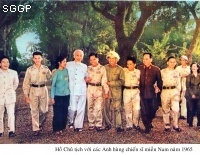 SGGP
Hồ Chủ tịch với các Anh hùng chiến sĩ miền Nam năm 1965